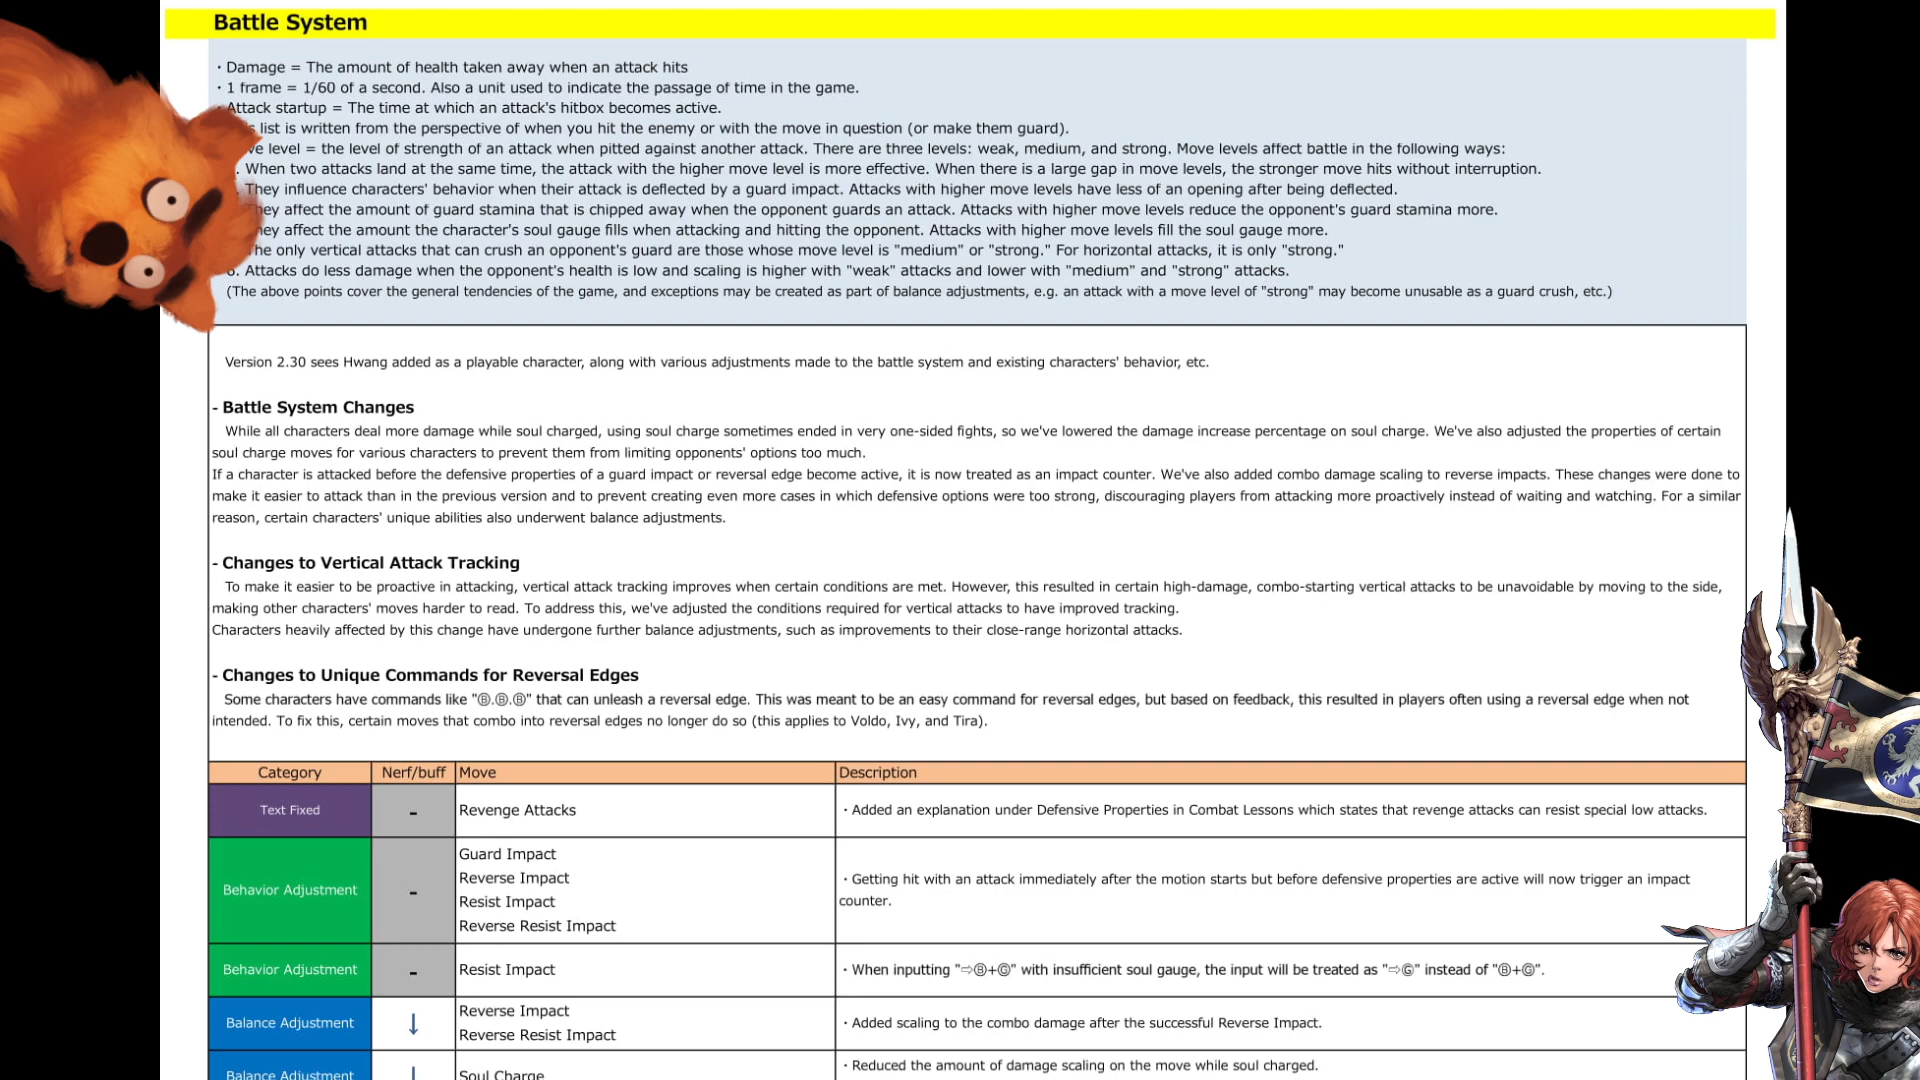 Battle System
・Damage = The amount of health taken away when an attack hits
・1 frame = 1/60 of a second. Also a unit used to indicate the passage of time in the game.
Attack startup = The time at which an attack's hitbox becomes active.
list is written from the perspective of when you hit the enemy or with the move in question (or make them guard).
level = the level of strength of an attack when pitted against another attack. There are three levels: weak, medium, and strong. Move levels affect battle in the following ways:
When two attacks land at the same time, the attack with the higher move level is more effective. When there is a large gap in move levels, the stronger move hits without interruption.
They influence characters' behavior when their attack is deflected by a guard impact. Attacks with higher move levels have less of an opening after being deflected.
They affect the amount of guard stamina that is chipped away when the opponent guards an attack. Attacks with higher move levels reduce the opponent's guard stamina more.
They affect the amount the character's soul gauge fills when attacking and hitting the opponent. Attacks with higher move levels fill the soul gauge more.
The only vertical attacks that can crush an opponent's guard are those whose move level is "medium" or "strong." For horizontal attacks, it is only "strong."
6. Attacks do less damage when the opponent's health is low and scaling is higher with "weak" attacks and lower with "medium" and "strong" attacks.
(The above points cover the general tendencies of the game, and exceptions may be created as part of balance adjustments, e.g. an attack with a move level of "strong" may become unusable as a guard crush, etc.)
Version 2.30 sees Hwang added as a playable character, along with various adjustments made to the battle system and existing characters' behavior, etc.
- Battle System Changes
While all characters deal more damage while soul charged, using soul charge sometimes ended in very one-sided fights, so we've lowered the damage increase percentage on soul charge. We've also adjusted the properties of certain
soul charge moves for various characters to prevent them from limiting opponents' options too much.
If a character is attacked before the defensive properties of a guard impact or reversal edge become active, it is now treated as an impact counter. We've also added combo damage scaling to reverse impacts. These changes were done to
make it easier to attack than in the previous version and to prevent creating even more cases in which defensive options were too strong, discouraging players from attacking more proactively instead of waiting and watching. For a similar
reason, certain characters' unique abilities also underwent balance adjustments.
- Changes to Vertical Attack Tracking
To make it easier to be proactive in attacking, vertical attack tracking improves when certain conditions are met. However, this resulted in certain high-damage, combo-starting vertical attacks to be unavoidable by moving to the side,
making other characters' moves harder to read. To address this, we've adjusted the conditions required for vertical attacks to have improved tracking.
Characters heavily affected by this change have undergone further balance adjustments, such as improvements to their close-range horizontal attacks.
- Changes to Unique Commands for Reversal Edges
Some characters have commands like "Ⓑ.Ⓑ.Ⓑ" that can unleash a reversal edge. This was meant to be an easy command for reversal edges, but based on feedback, this resulted in players often using a reversal edge when not
intended. To fix this, certain moves that combo into reversal edges no longer do so (this applies to Voldo, Ivy, and Tira).
Category Nerf/buff Move Description
Text Fixed - Revenge Attacks ・Added an explanation under Defensive Properties in Combat Lessons which states that revenge attacks can resist special low attacks.
Guard Impact
Reverse Impact
Resist Impact
Reverse Resist Impact
Behavior Adjustment - ・Getting hit with an attack immediately after the motion starts but before defensive properties are active will now trigger an impact
counter.
Behavior Adjustment - Resist Impact ・When inputting "⇨Ⓑ+Ⓖ" with insufficient soul gauge, the input will be treated as "⇨Ⓖ" instead of "Ⓑ+Ⓖ".
Balance Adjustment ↓ Reverse Impact
Reverse Resist Impact
・Added scaling to the combo damage after the successful Reverse Impact.
Balance Adjustment ↓ Soul Charge ・Reduced the amount of damage scaling on the move while soul charged.